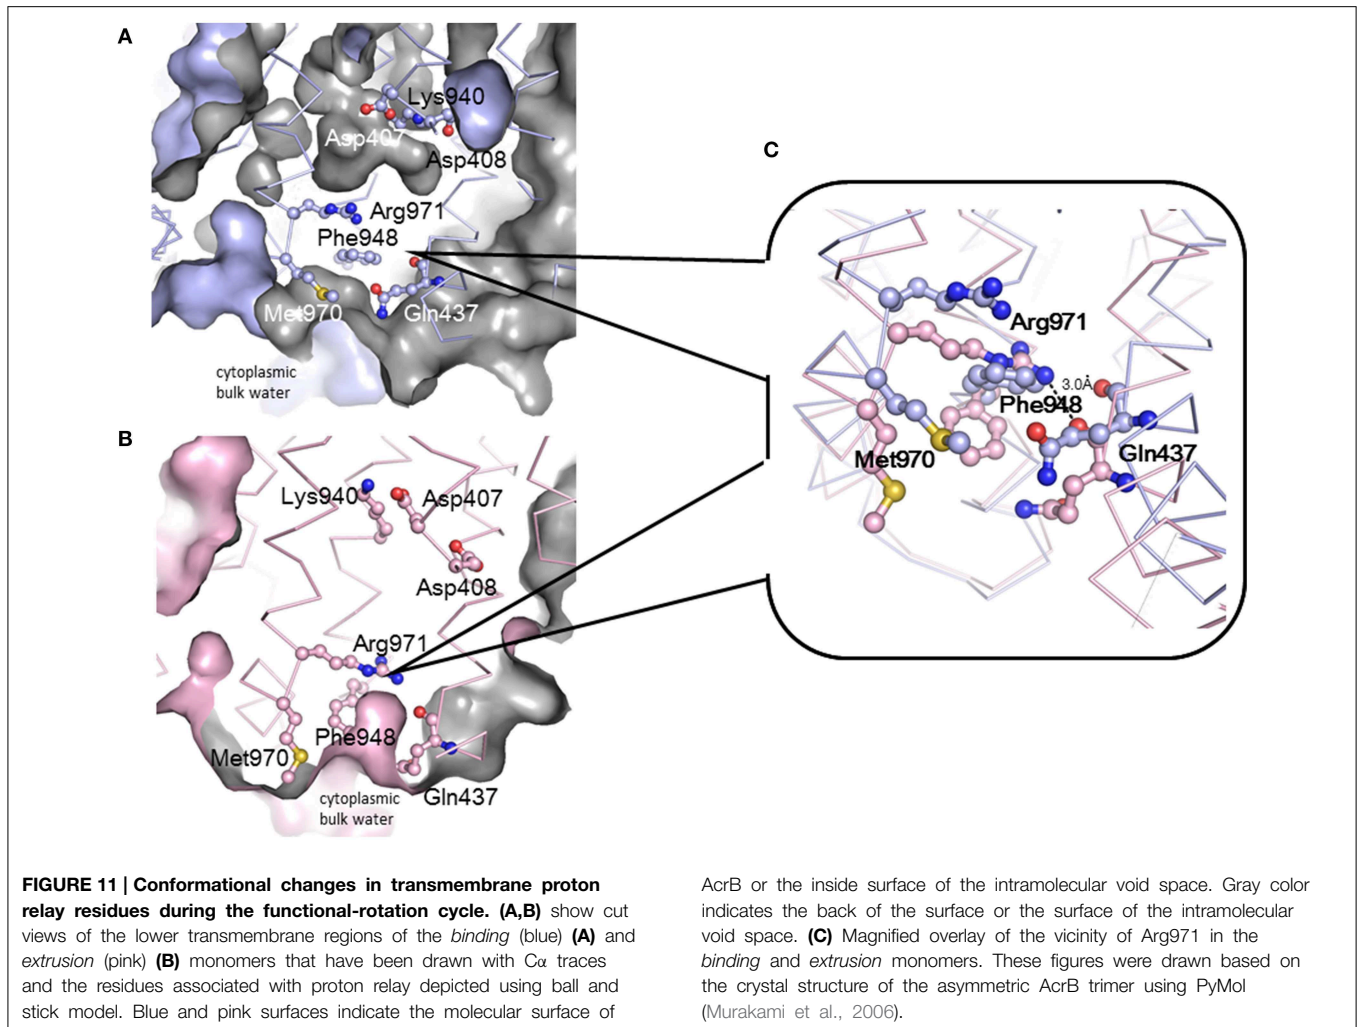 A
Lys940
Asp407
Asp408
Arg971
Phe948
Met970
Gln437
cytoplasmic
bulk water
B
Lys940
Asp407
Asp408
Arg971
Phe948
Met970
Gln437
cytoplasmic
bulk water
C
Arg971
3.0Å
Phe948
Gln437
Met970
FIGURE 11 | Conformational changes in transmembrane proton
relay residues during the functional-rotation cycle. (A,B) show cut
views of the lower transmembrane regions of the binding (blue) (A) and
extrusion (pink) (B) monomers that have been drawn with Cα traces
and the residues associated with proton relay depicted using ball and
stick model. Blue and pink surfaces indicate the molecular surface of
AcrB or the inside surface of the intramolecular void space. Gray color
indicates the back of the surface or the surface of the intramolecular
void space. (C) Magnified overlay of the vicinity of Arg971 in the
binding and extrusion monomers. These figures were drawn based on
the crystal structure of the asymmetric AcrB trimer using PyMol
(Murakami et al., 2006).